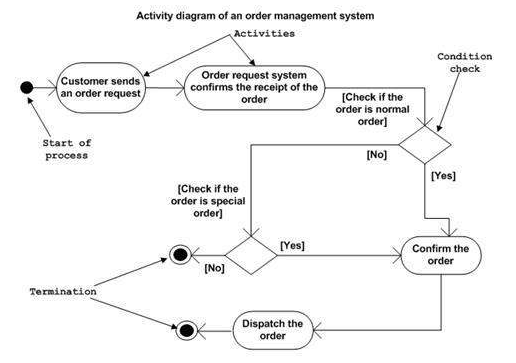 Activity diagram of an order management system
Activities
Condition
check
Customer sends
an order request
Order request system
confirms the receipt of the
order
[Check if the
order is normal
order]
Start of
process
[No]
[Yes]
[Check if the
order is special
order]
[Yes]
[No]
Confirm the
order
Termination
Dispatch the
order